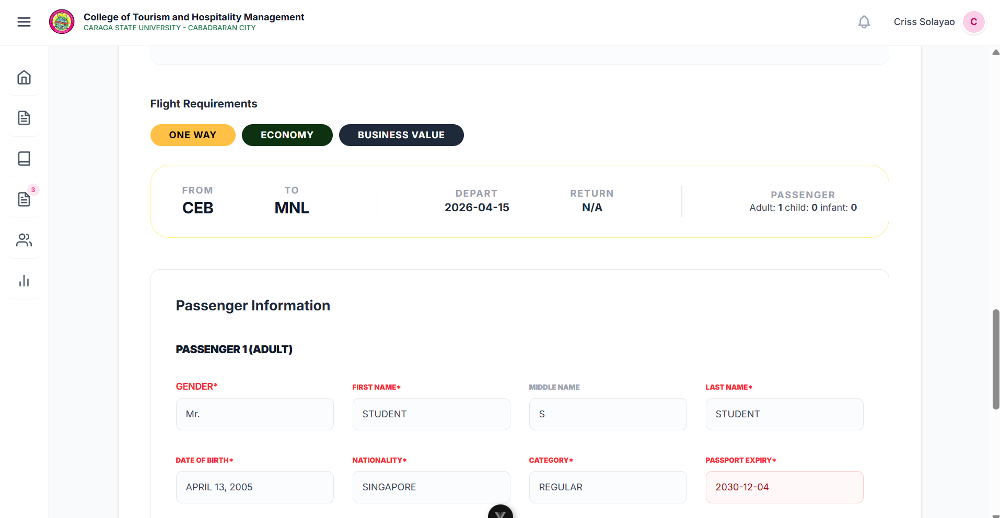 College of Tourism and Hospitality Management
CARAGA STATE UNIVERSITY - CABADBARAN CITY
Criss Solayao
C
3
Flight Requirements
ONE WAY
ECONOMY
BUSINESS VALUE
FROM
CEB
TO
MNL
DEPART
2026-04-15
RETURN
N/A
PASSENGER
Adult: 1 child: 0 infant: 0
Passenger Information
PASSENGER 1 (ADULT)
GENDER*
Mr.
FIRST NAME*
STUDENT
MIDDLE NAME
S
LAST NAME*
STUDENT
DATE OF BIRTH*
APRIL 13, 2005
NATIONALITY*
SINGAPORE
CATEGORY*
REGULAR
PASSPORT EXPIRY*
2030-12-04